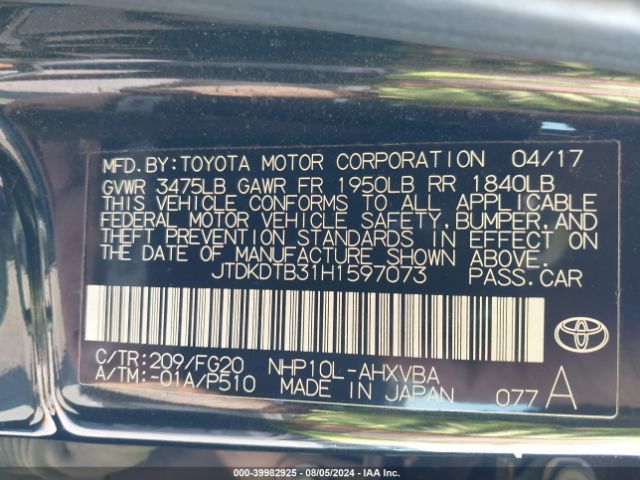 MFD.BY:TOYOTA MOTOR CORPORATION 04/17
GVWR 3475LB GAWR FR 1950LB RR 1840LB
THIS VEHICLE CONFORMS TO ALL APPLICABLE
FEDERAL MOTOR VEHICLE SAFETY,BUMPER,AND
THEFT PREVENTION STANDARDS IN EFFECT ON
THE DATE OF MANUFACTURE SHOWN ABOVE.
JTDKDTB31H1597073 PASS.CAR
C/TR:209/FG20 NHP10L-AHXVBA
A/TM:-01A/P510 MADE IN JAPAN 077 A
000-39982925 - 08/05/2024 - IAA Inc.